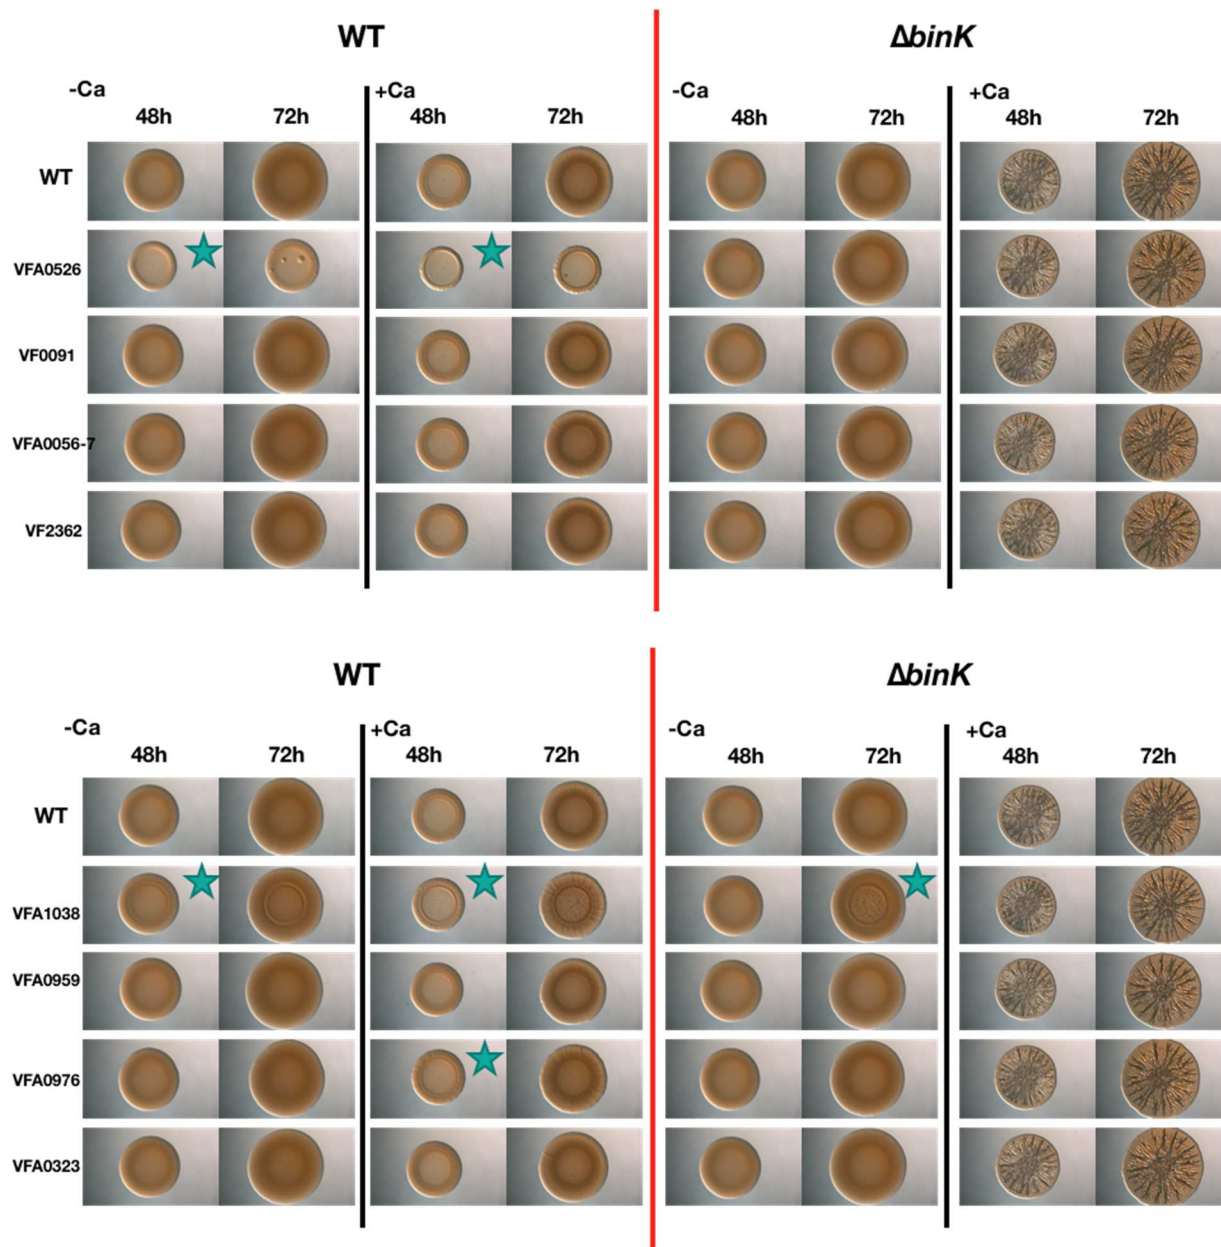 WT ΔbinK
-Ca +Ca -Ca +Ca
48h 72h 48h 72h 48h 72h 48h 72h
WT
VFA0526
VF0091
VFA0056-7
VF2362
WT ΔbinK
-Ca +Ca -Ca +Ca
48h 72h 48h 72h 48h 72h 48h 72h
WT
VFA1038
VFA0959
VFA0976
VFA0323